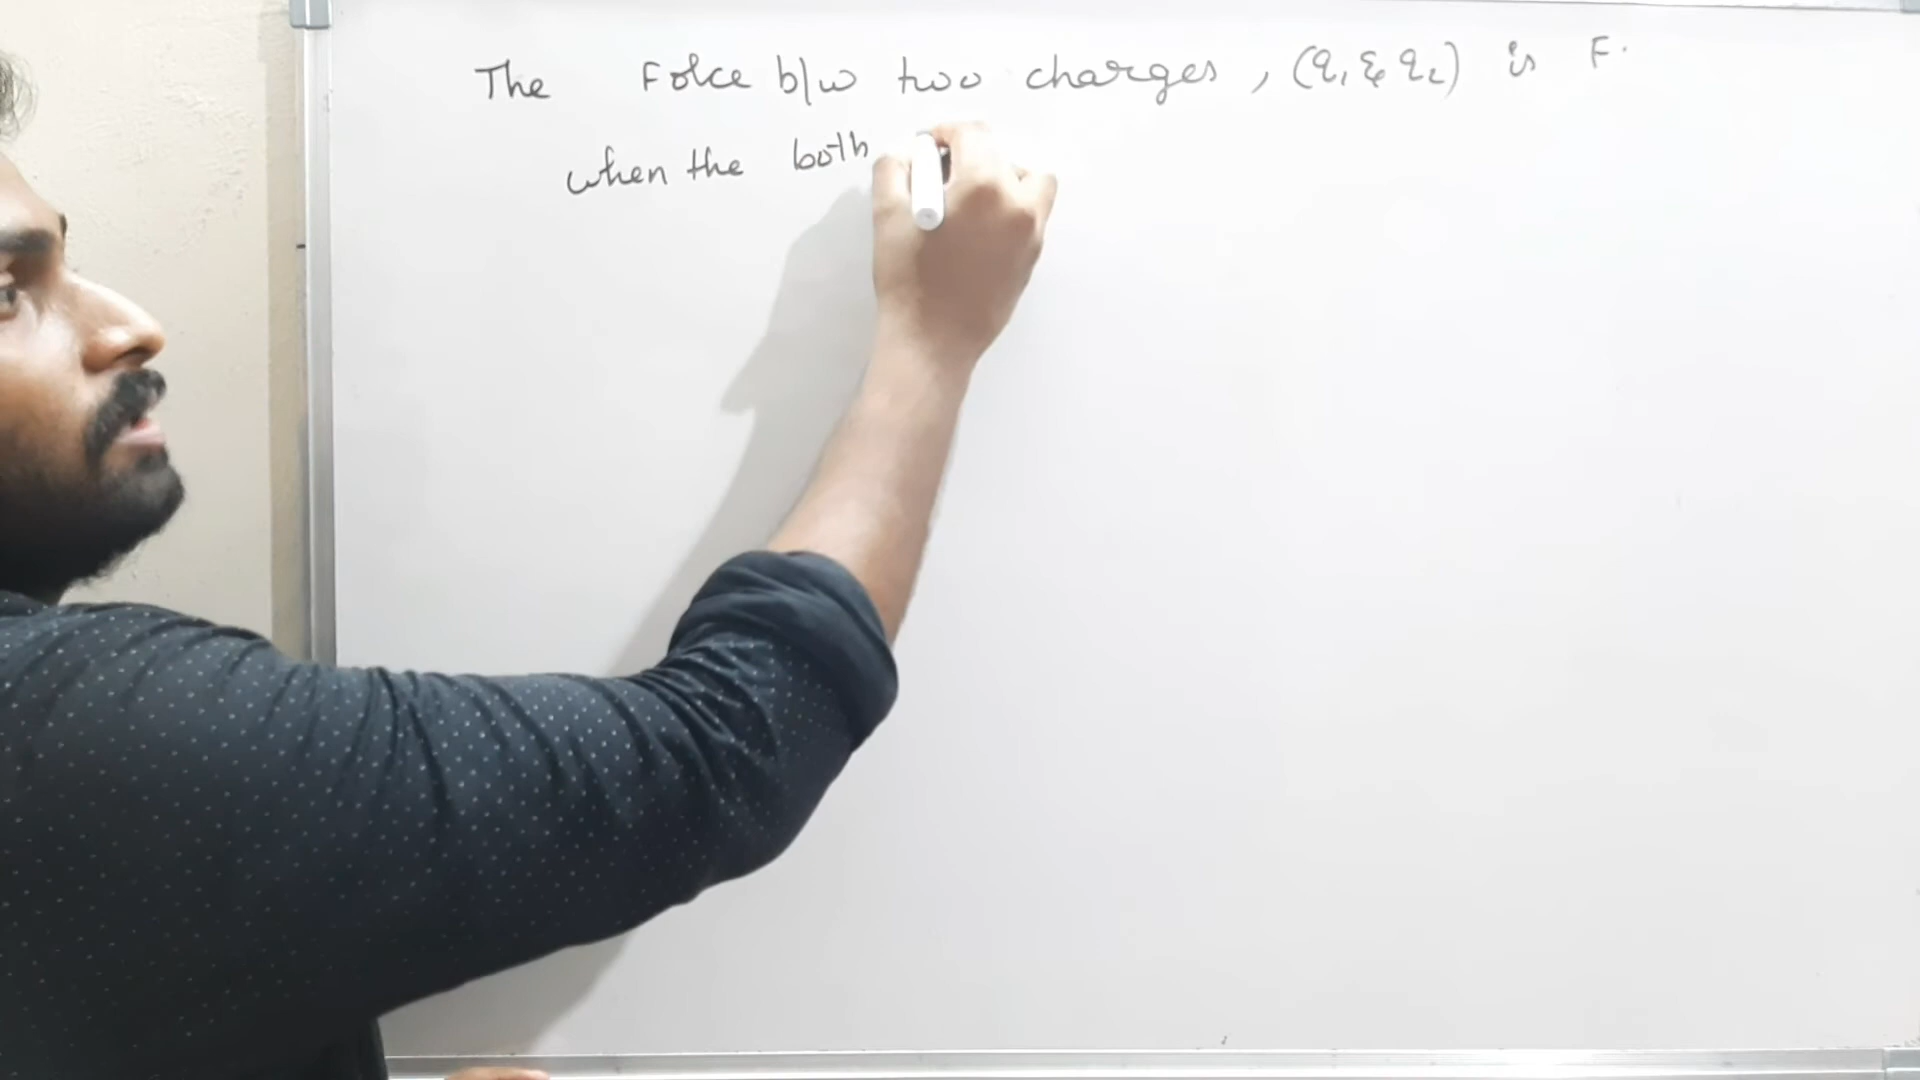 The Force b/w two charges, (q₁ & q₂) is F.
when the both